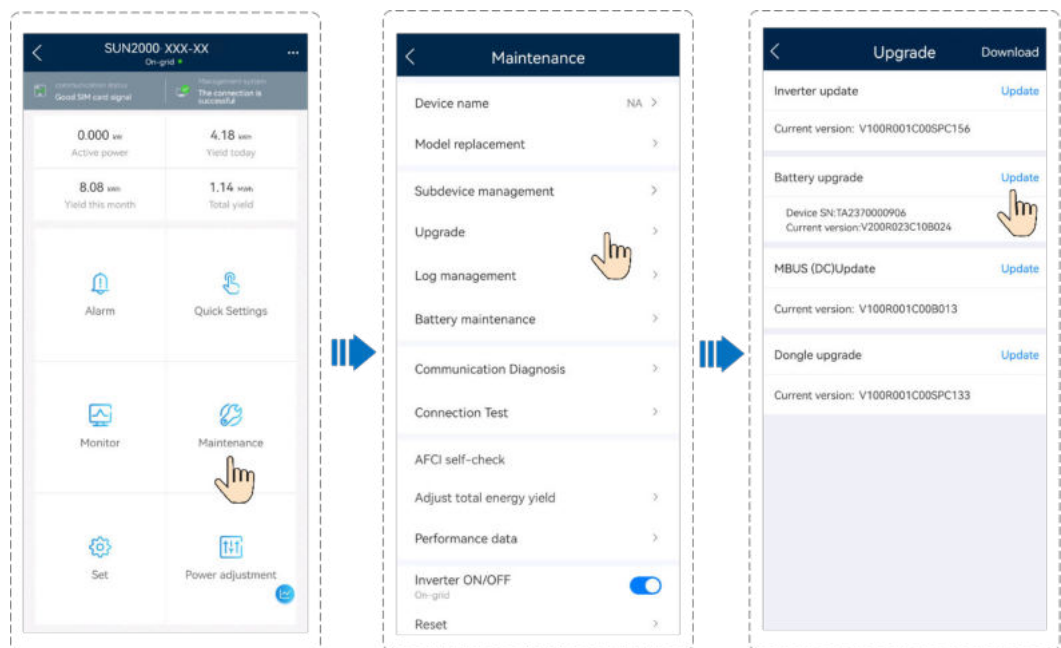 SUN2000 XXX-XX
On-grid
communication status
Good SIM card signal
Management system
The connection is
successful
0.000 kW
Active power
4.18 kWh
Yield today
8.08 kWh
Yield this month
1.14 MWh
Total yield
Alarm
Quick Settings
Monitor
Maintenance
Set
Power adjustment
Maintenance
Device name NA
Model replacement
Subdevice management
Upgrade
Log management
Battery maintenance
Communication Diagnosis
Connection Test
AFCI self-check
Adjust total energy yield
Performance data
Inverter ON/OFF
On-grid
Reset
Upgrade Download
Inverter update Update
Current version: V100R001C00SPC156
Battery upgrade Update
Device SN:TA2370000906
Current version:V200R023C10B024
MBUS (DC)Update Update
Current version: V100R001C00B013
Dongle upgrade Update
Current version: V100R001C00SPC133